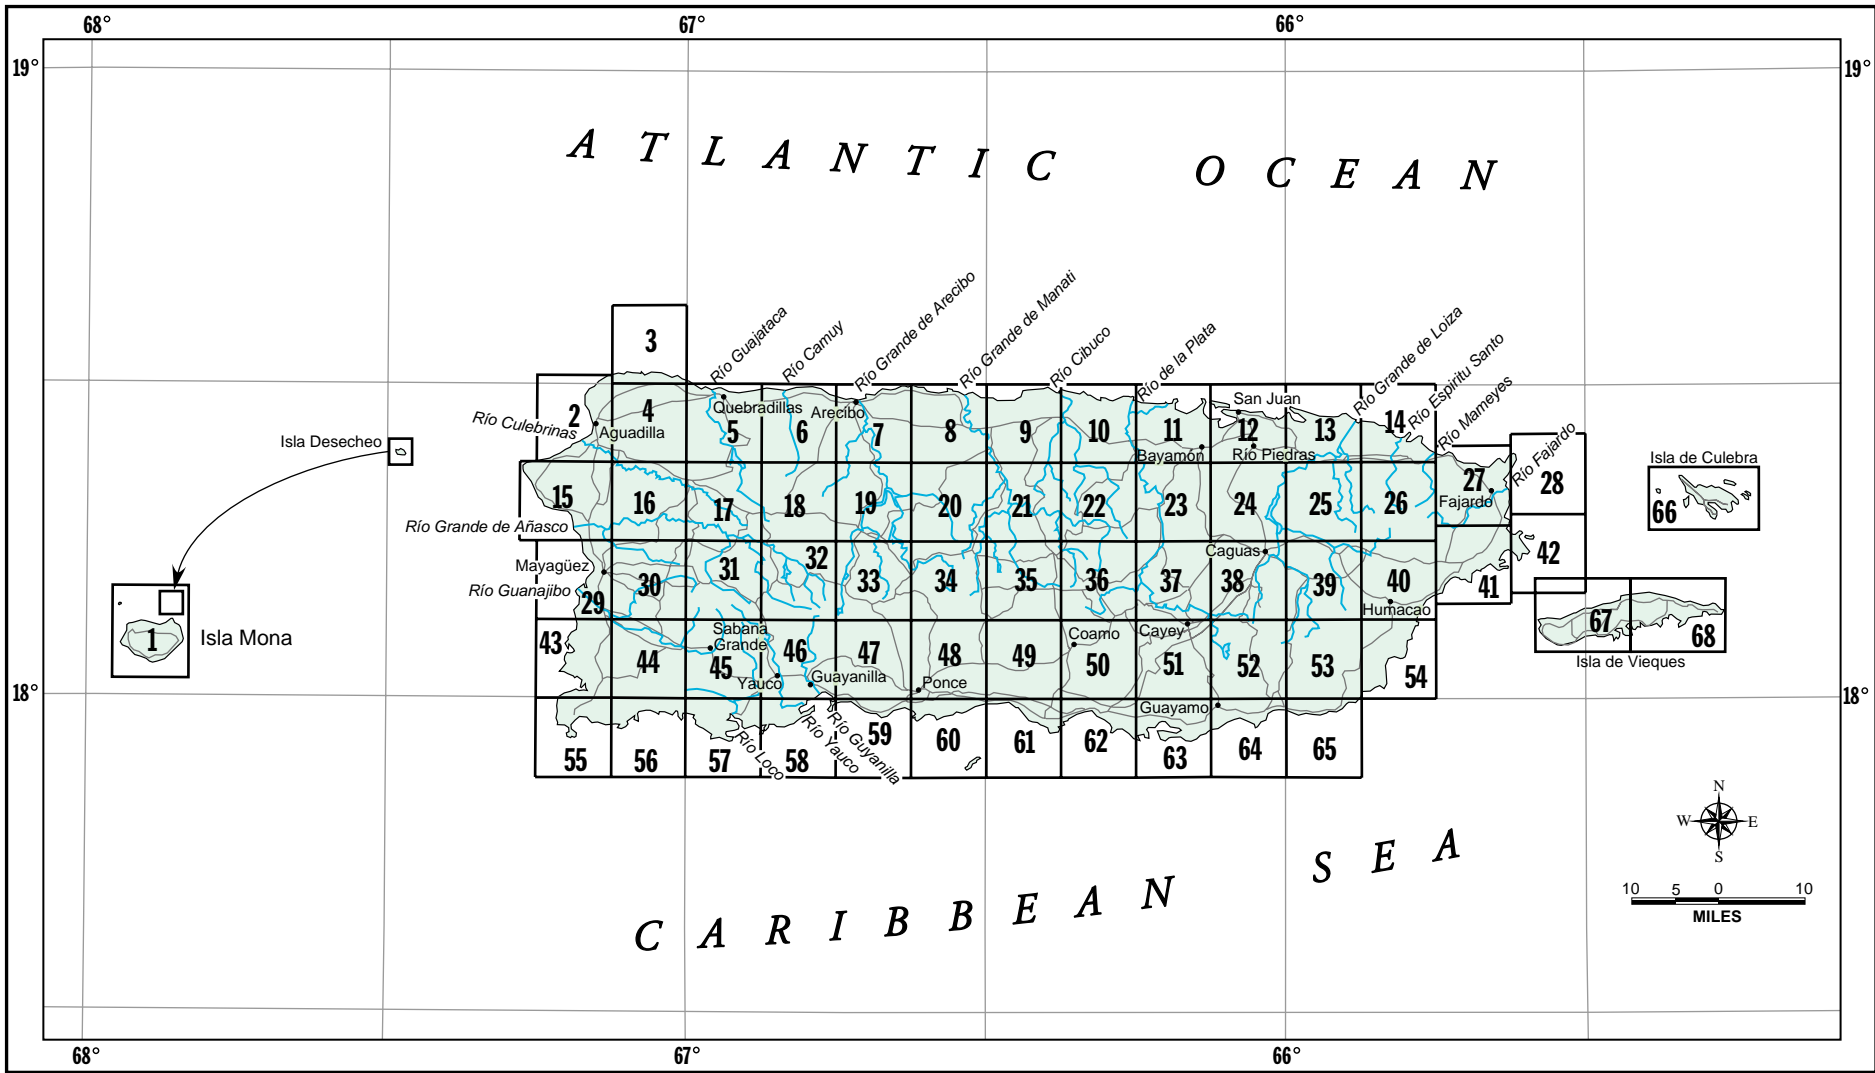 68°
67°
66°
19°
19°
ATLANTIC OCEAN
3
Río Guajataca
Río Camuy
Río Grande de Arecibo
Río Grande de Manati
Río Cibuco
Río de la Plata
Río Grande de Loiza
Río Espiritu Santo
Río Mameyes
Río Fajardo
2
4
5
6
7
8
9
10
11
12
13
14
Quebradillas
Arecibo
San Juan
Río Culebrinas
Aguadilla
Bayamón
Río Piedras
Isla Desecheo
Isla de Culebra
15
16
17
18
19
20
21
22
23
24
25
26
27
28
Fajardo
66
Río Grande de Añasco
Mayagüez
Río Guanajibo
Caguas
29
30
31
32
33
34
35
36
37
38
39
40
41
42
Humacao
1
Isla Mona
67
68
Isla de Vieques
43
44
45
46
47
48
49
50
51
52
53
54
Sabana
Grande
Yauco
Guayanilla
Ponce
Coamo
Cayey
Guayamo
18°
18°
55
56
57
58
59
60
61
62
63
64
65
Río Loco
Río Yauco
Río Guyanilla
CARIBBEAN SEA
N
W
E
S
10 5 0 10
MILES
68°
67°
66°